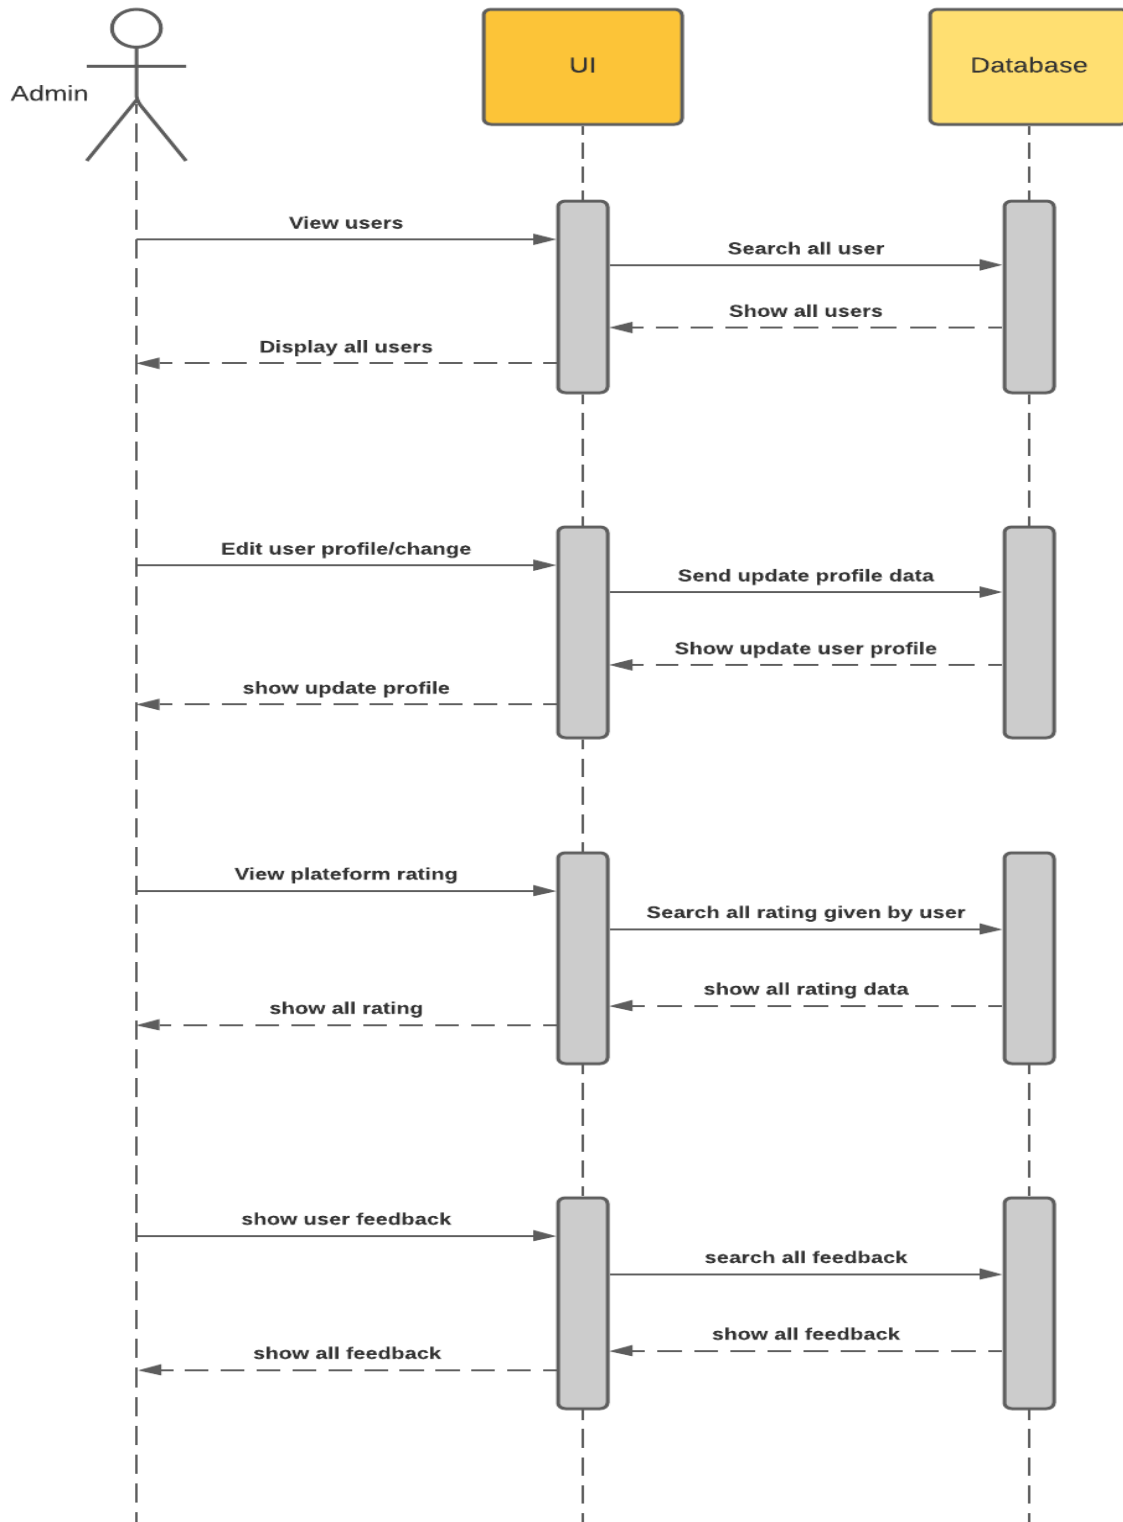 Admin
UI
Database
View users
Search all user
Show all users
Display all users
Edit user profile/change
Send update profile data
Show update user profile
show update profile
View plateform rating
Search all rating given by user
show all rating data
show all rating
show user feedback
search all feedback
show all feedback
show all feedback